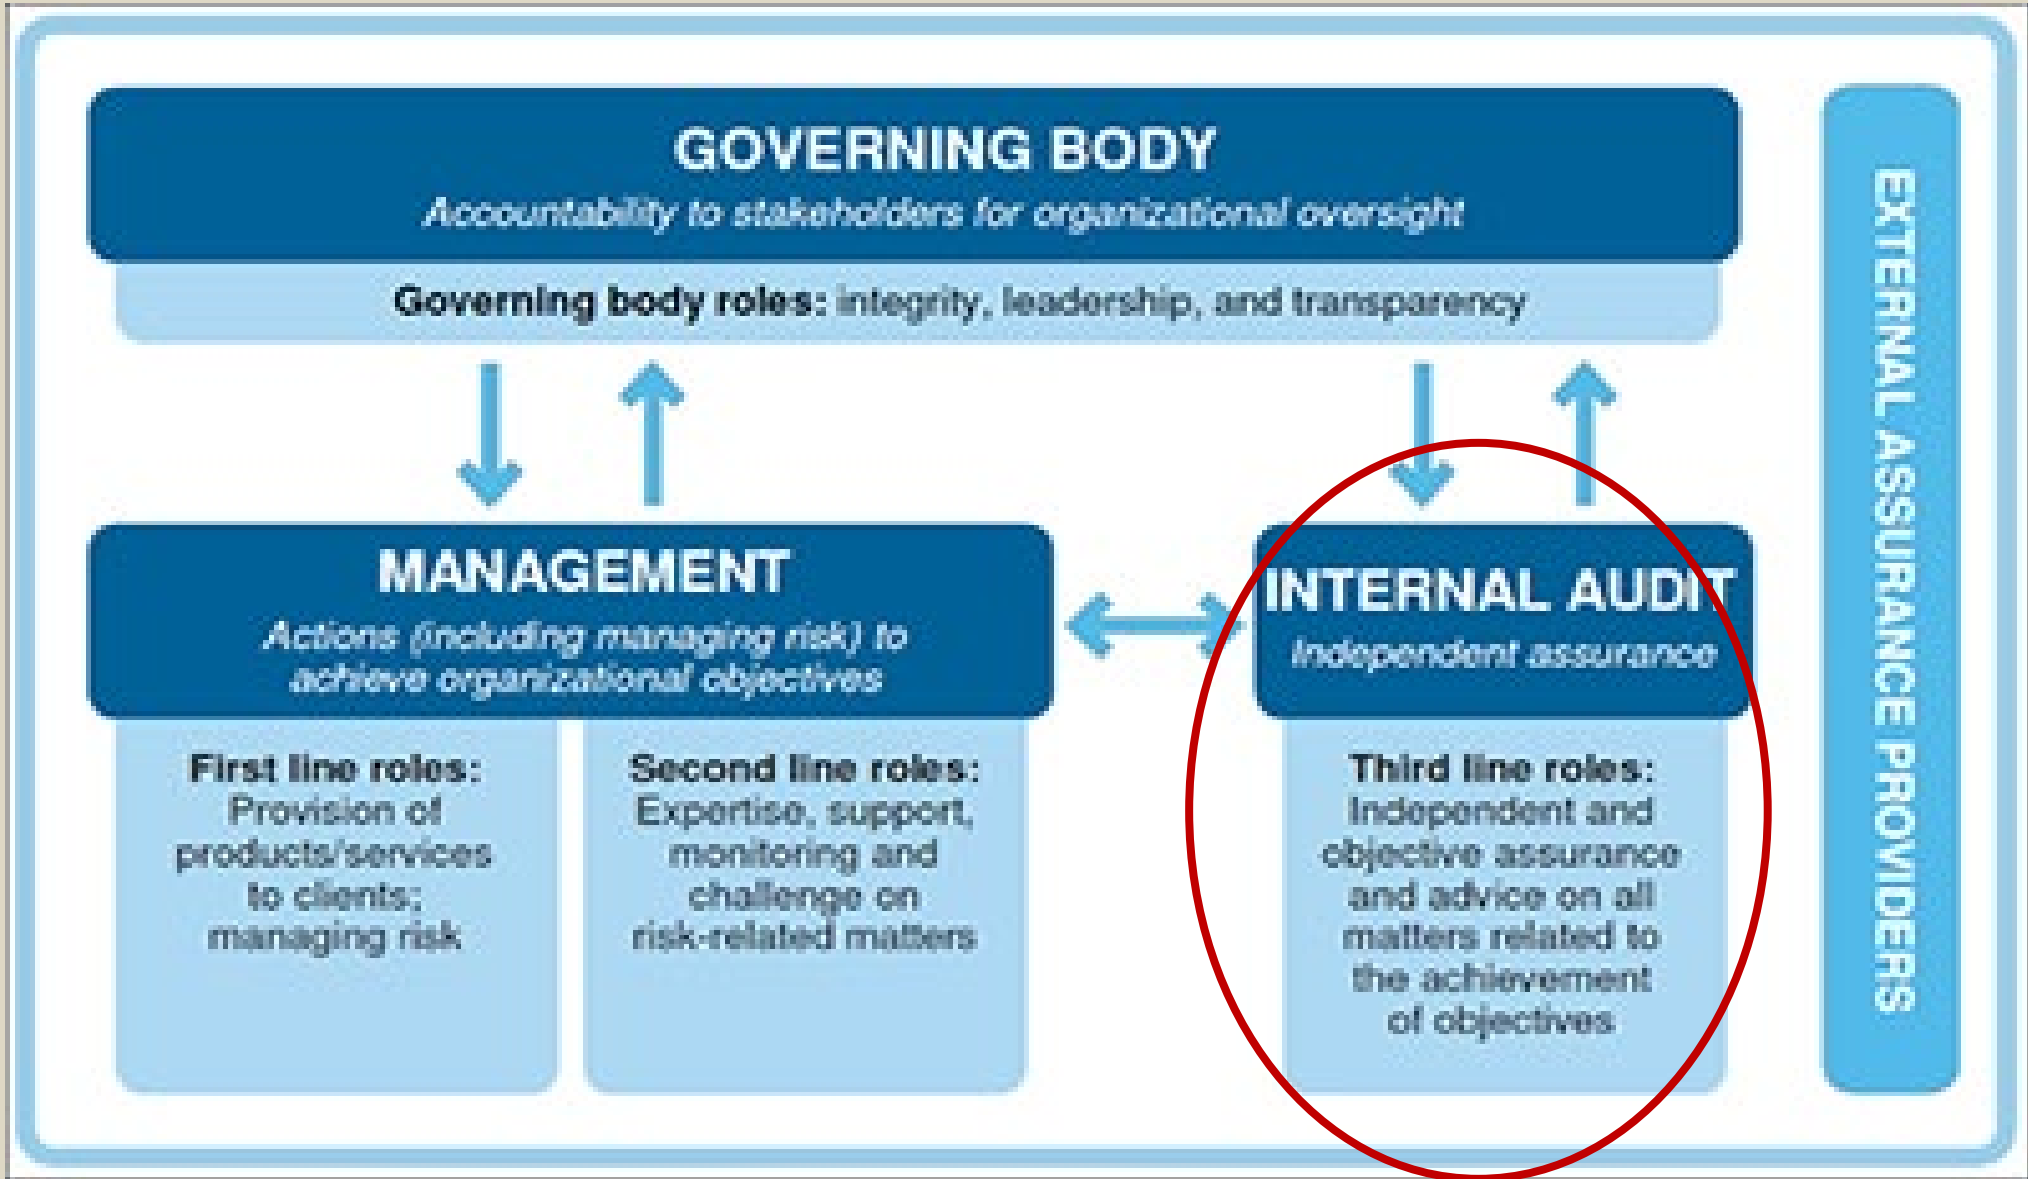 GOVERNING BODY
Accountability to stakeholders for organizational oversight
Governing body roles: integrity, leadership, and transparency
MANAGEMENT
Actions (including managing risk) to
achieve organizational objectives
First line roles:
Provision of
products/services
to clients;
managing risk
Second line roles:
Expertise, support,
monitoring and
challenge on
risk-related matters
INTERNAL AUDIT
Independent assurance
Third line roles:
Independent and
objective assurance
and advice on all
matters related to
the achievement
of objectives
EXTERNAL ASSURANCE PROVIDERS